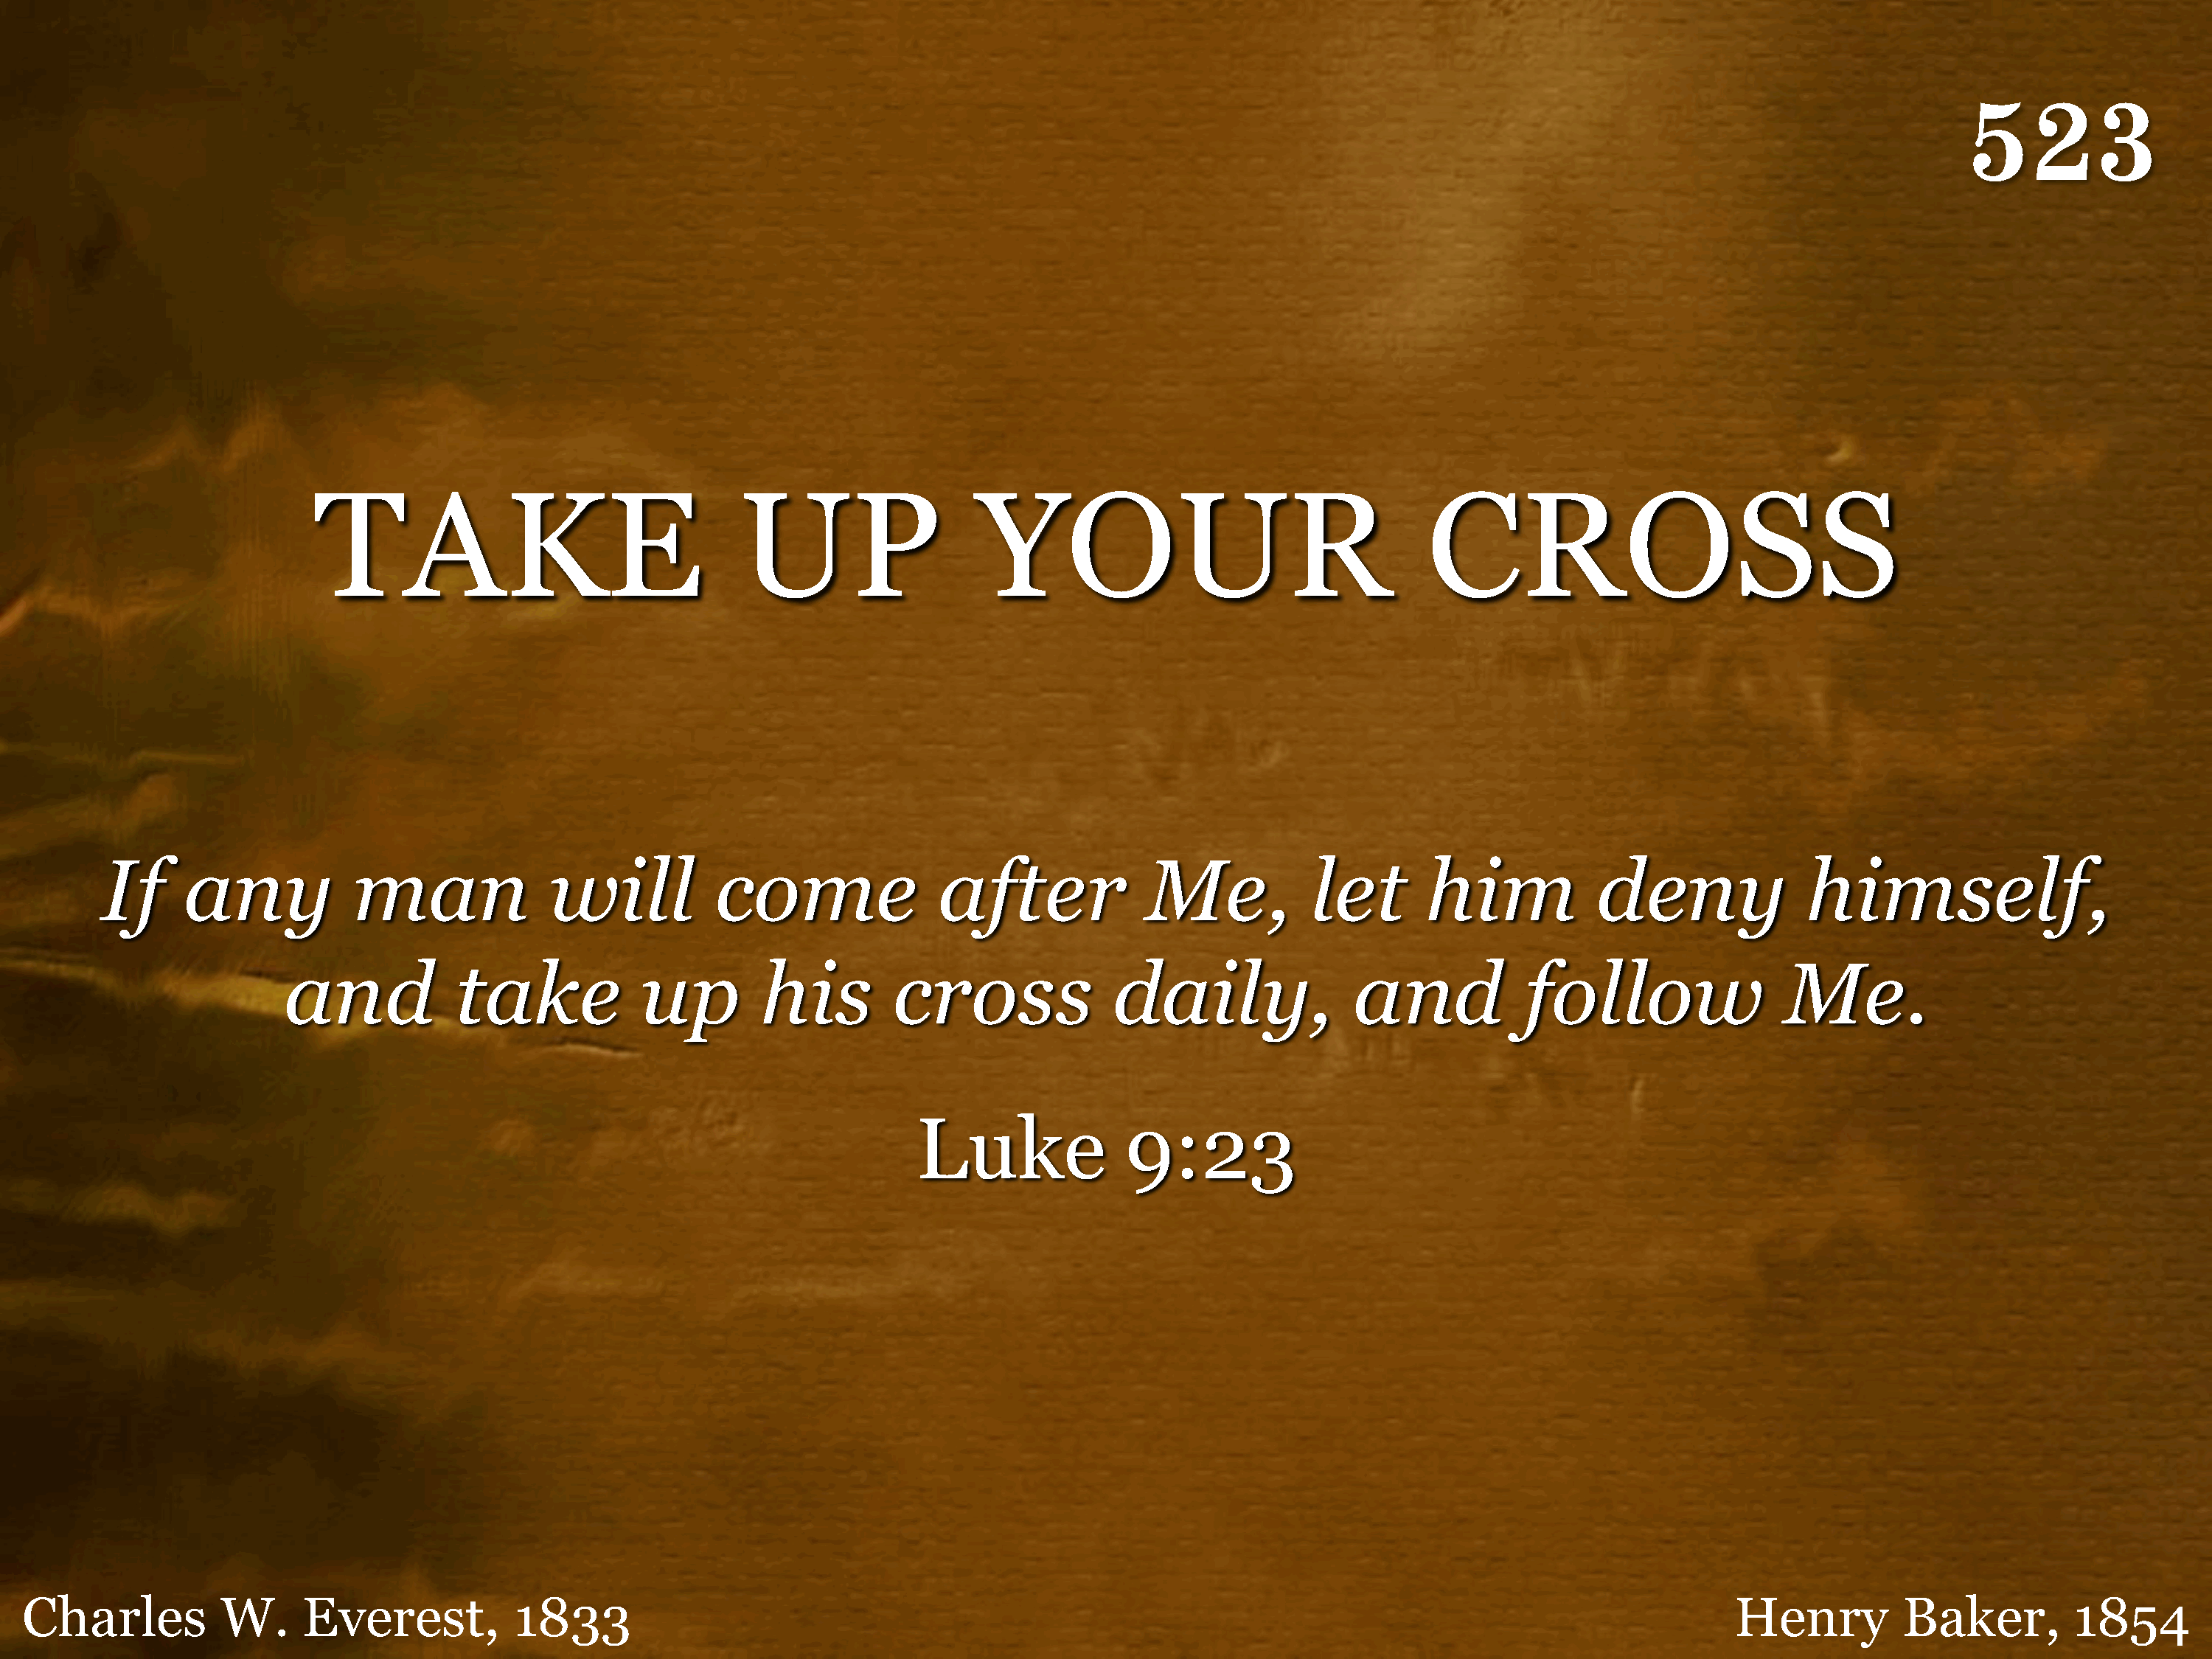 523
TAKE UP YOUR CROSS
If any man will come after Me, let him deny himself,
and take up his cross daily, and follow Me.
Luke 9:23
Charles W. Everest, 1833
Henry Baker, 1854